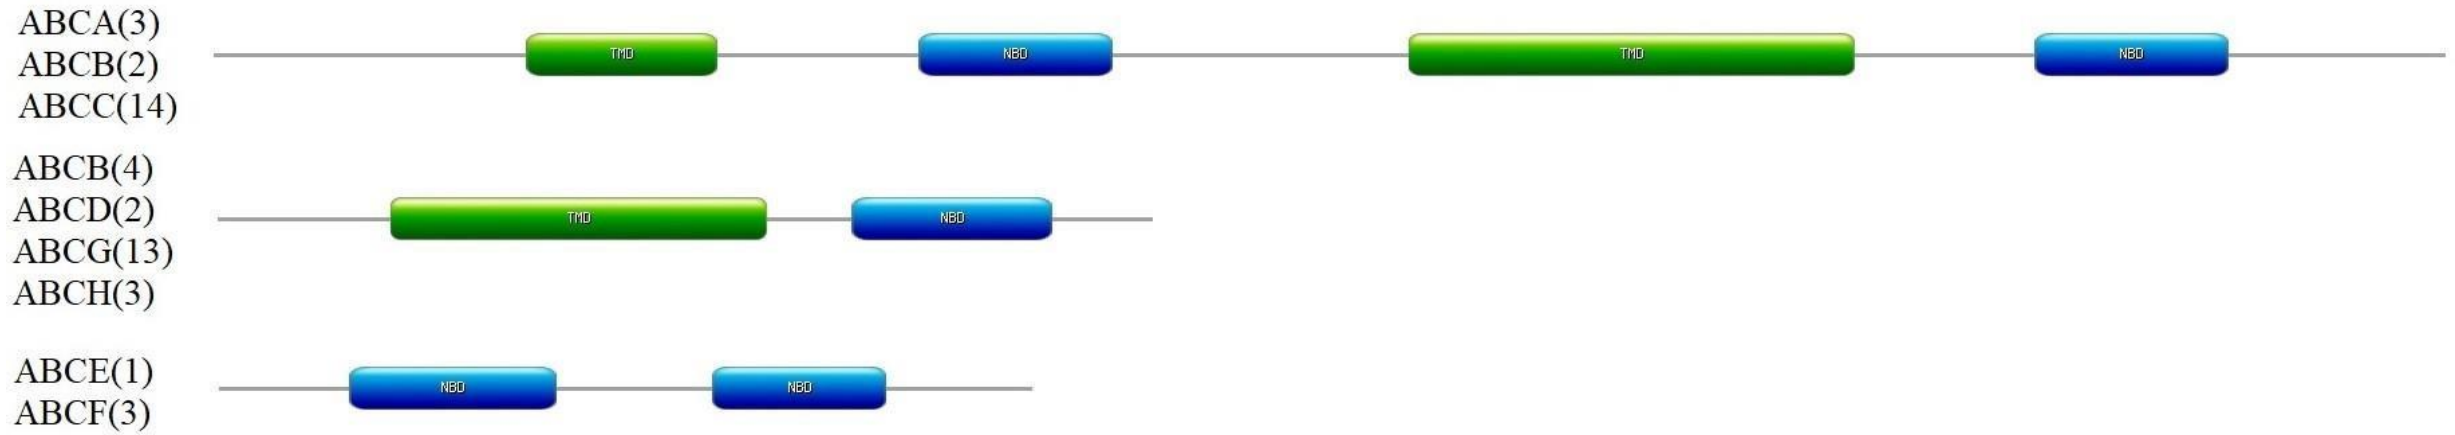 ABCA(3)
ABCB(2)
ABCC(14)
TMD NBD TMD NBD
ABCB(4)
ABCD(2)
ABCG(13)
ABCH(3)
TMD NBD
ABCE(1)
ABCF(3)
NBD NBD